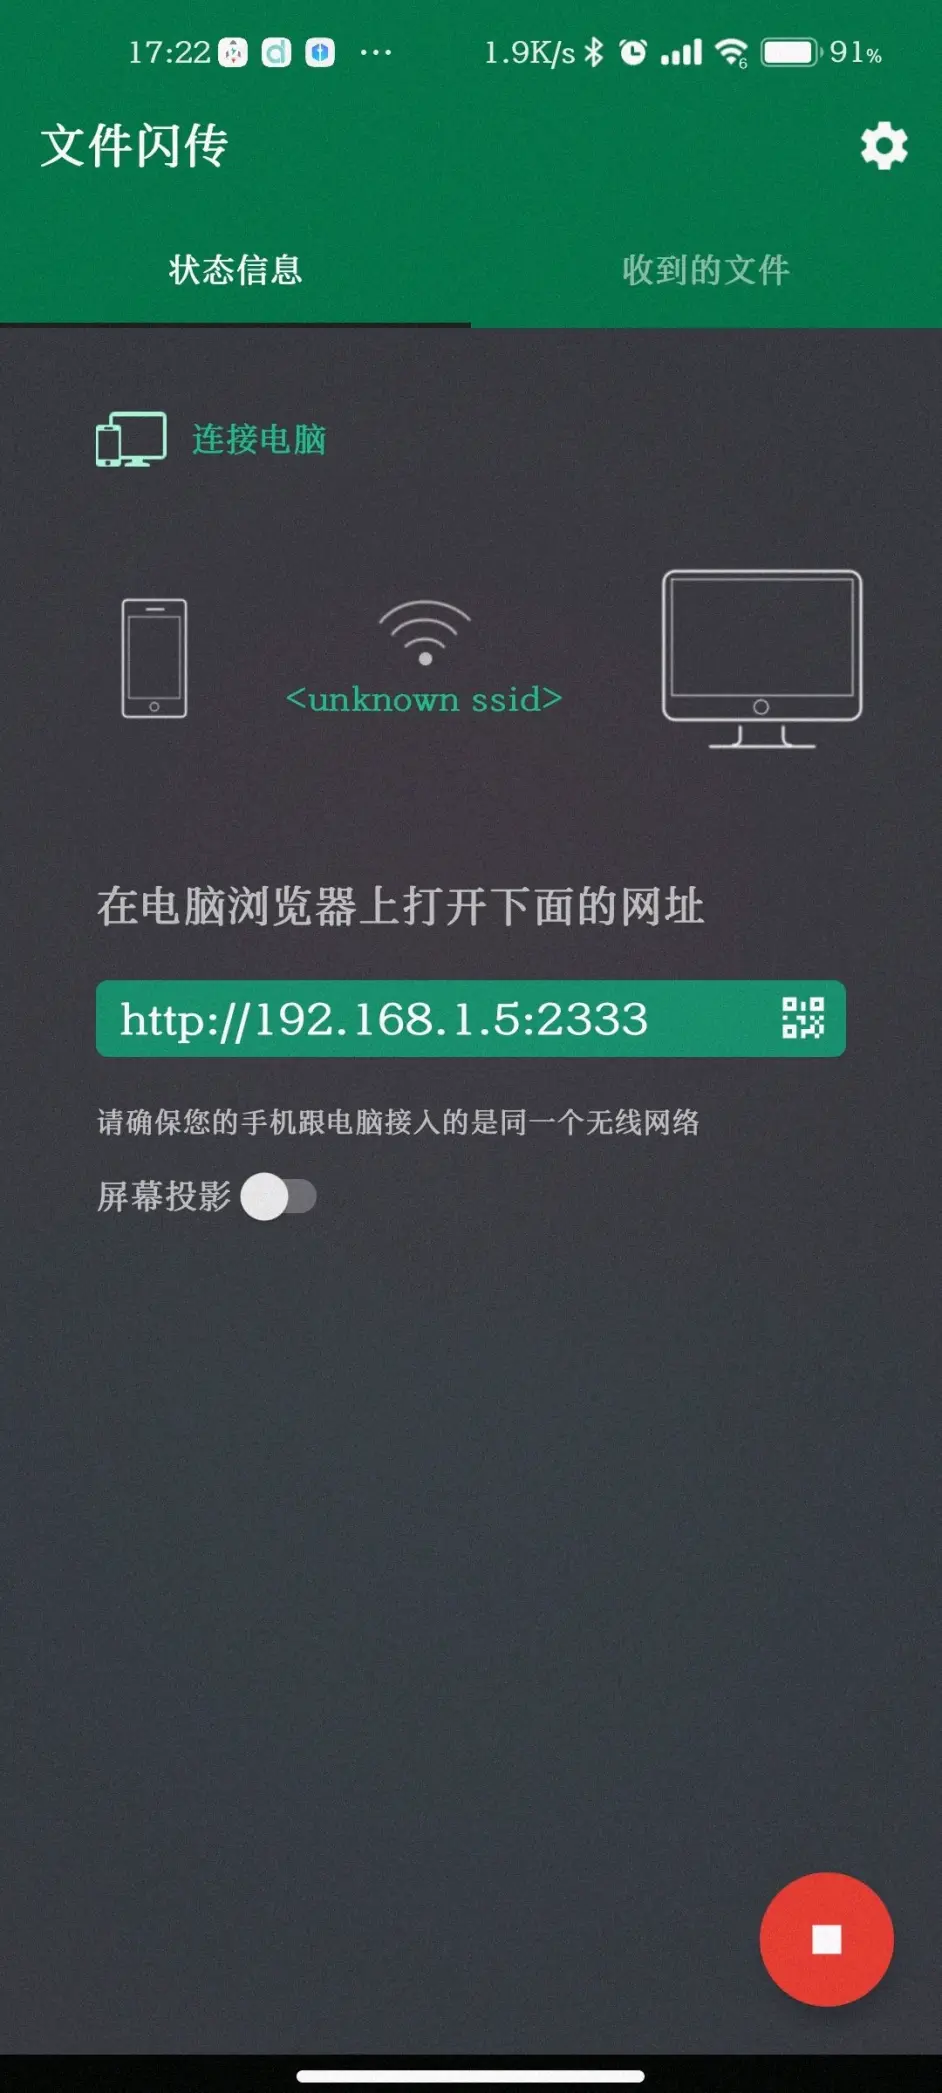 17:22 ... 1.9K/s 6 91%
文件闪传
状态信息 收到的文件
连接电脑
<unknown ssid>
在电脑浏览器上打开下面的网址
http://192.168.1.5:2333
请确保您的手机跟电脑接入的是同一个无线网络
屏幕投影